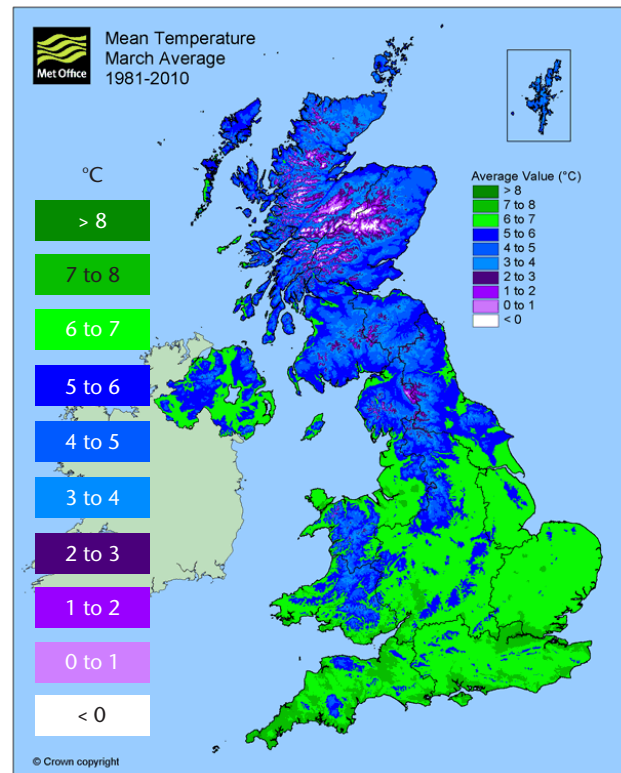 Met Office
Mean Temperature
March Average
1981-2010
°C
> 8
7 to 8
6 to 7
5 to 6
4 to 5
3 to 4
2 to 3
1 to 2
0 to 1
< 0
Average Value (°C)
> 8
7 to 8
6 to 7
5 to 6
4 to 5
3 to 4
2 to 3
1 to 2
0 to 1
< 0
© Crown copyright